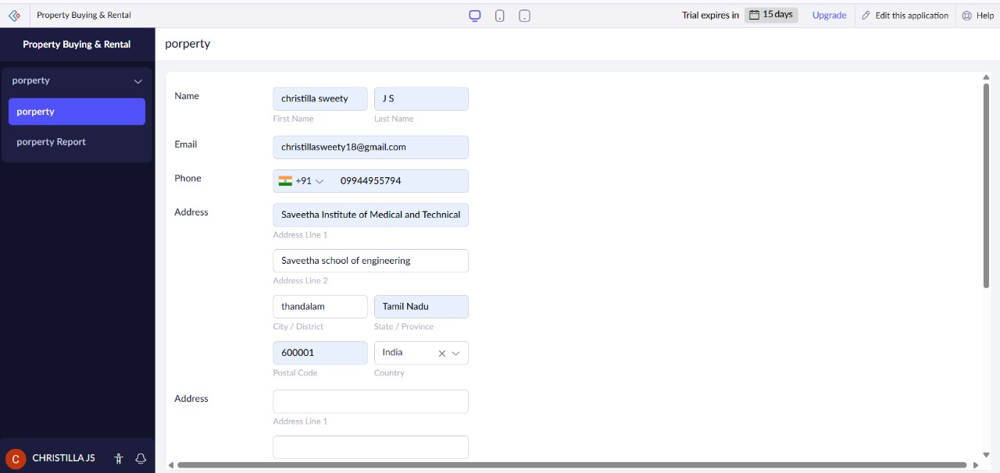 Property Buying & Rental
Trial expires in 15 days Upgrade Edit this application Help
Property Buying & Rental
porperty
porperty
porperty
porperty Report
Name
christilla sweety J S
First Name Last Name
Email
christillasweety18@gmail.com
Phone
+91 09944955794
Address
Saveetha Institute of Medical and Technical
Address Line 1
Saveetha school of engineering
Address Line 2
thandalam Tamil Nadu
City / District State / Province
600001 India
Postal Code Country
Address
Address Line 1
C CHRISTILLA JS